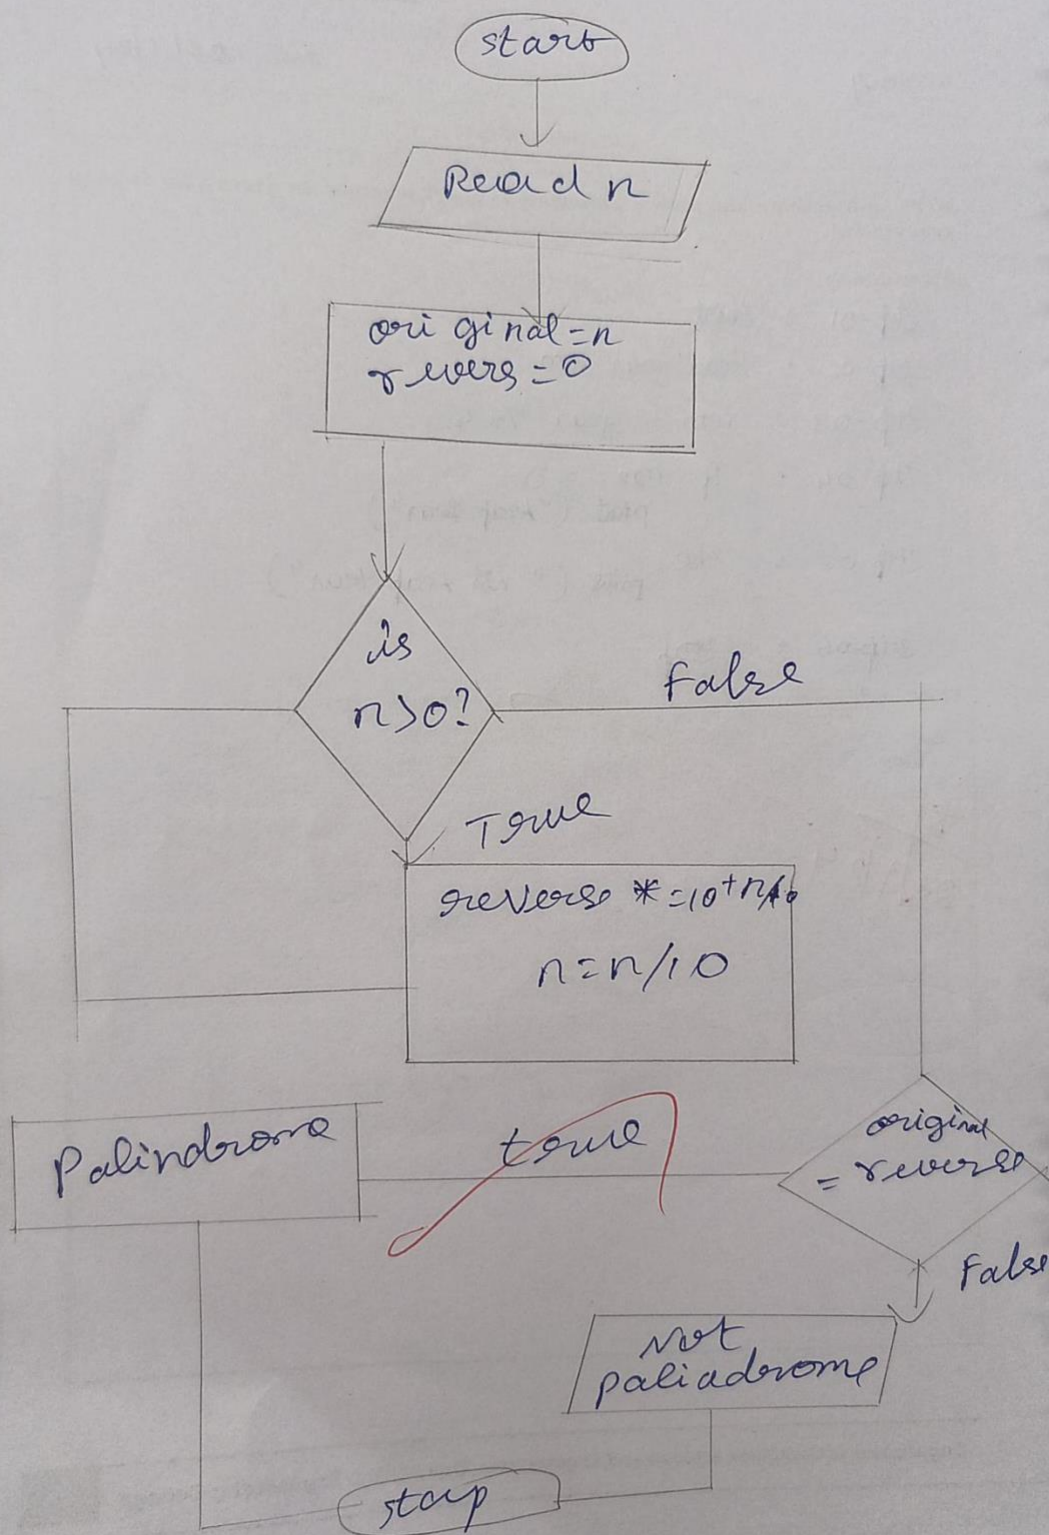 start
Read n
original=n
revers=0
is
n>0?
False
True
reverse *=10+n%10
n=n/10
Palindrome
true
original
=reverse
False
Not
paliadrome
stop